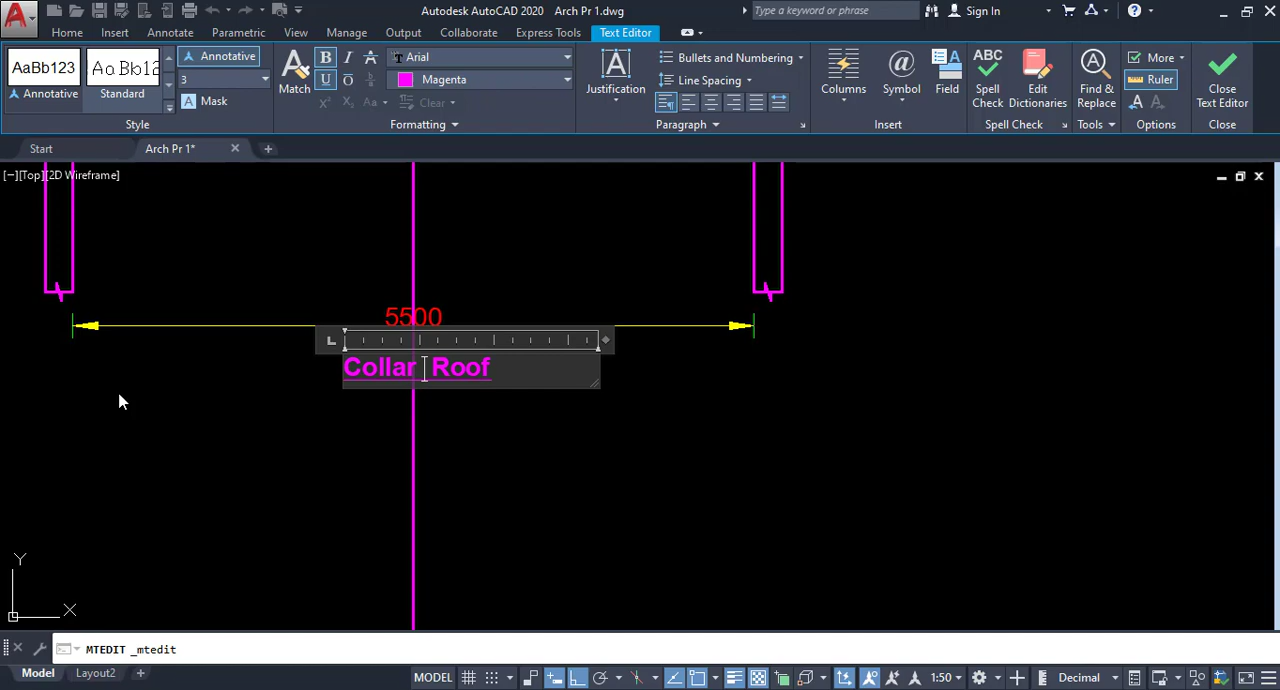 Autodesk AutoCAD 2020 Arch Pr 1.dwg
Type a keyword or phrase
Sign In
Home Insert Annotate Parametric View Manage Output Collaborate Express Tools Text Editor
AaBb123
Annotative
AaBb12
Standard
Annotative
3
Mask
Style
Match
B I A
Arial
U O
Magenta
Aa Clear
Formatting
Justification
Bullets and Numbering
Line Spacing
Paragraph
Columns
Symbol
Field
Insert
ABC
Spell
Check
Edit
Dictionaries
Spell Check
Find &
Replace
Tools
More
Ruler
Options
Close
Text Editor
Close
Start
Arch Pr 1*
[−][Top][2D Wireframe]
5500
Collar Roof
Y
X
MTEDIT _mtedit
Model
Layout2
MODEL
1:50
Decimal